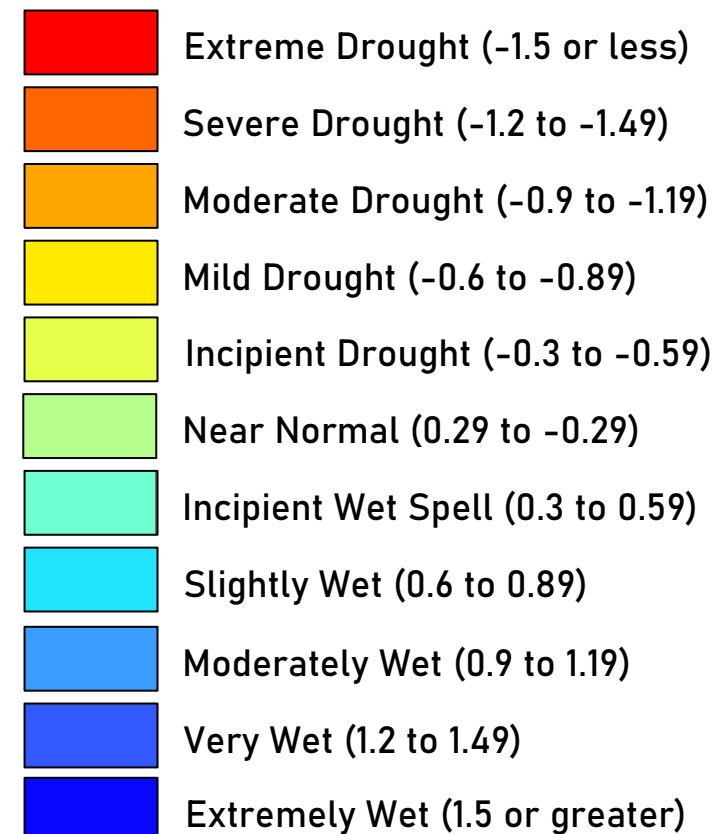 Extreme Drought (-1.5 or less)
Severe Drought (-1.2 to -1.49)
Moderate Drought (-0.9 to -1.19)
Mild Drought (-0.6 to -0.89)
Incipient Drought (-0.3 to -0.59)
Near Normal (0.29 to -0.29)
Incipient Wet Spell (0.3 to 0.59)
Slightly Wet (0.6 to 0.89)
Moderately Wet (0.9 to 1.19)
Very Wet (1.2 to 1.49)
Extremely Wet (1.5 or greater)